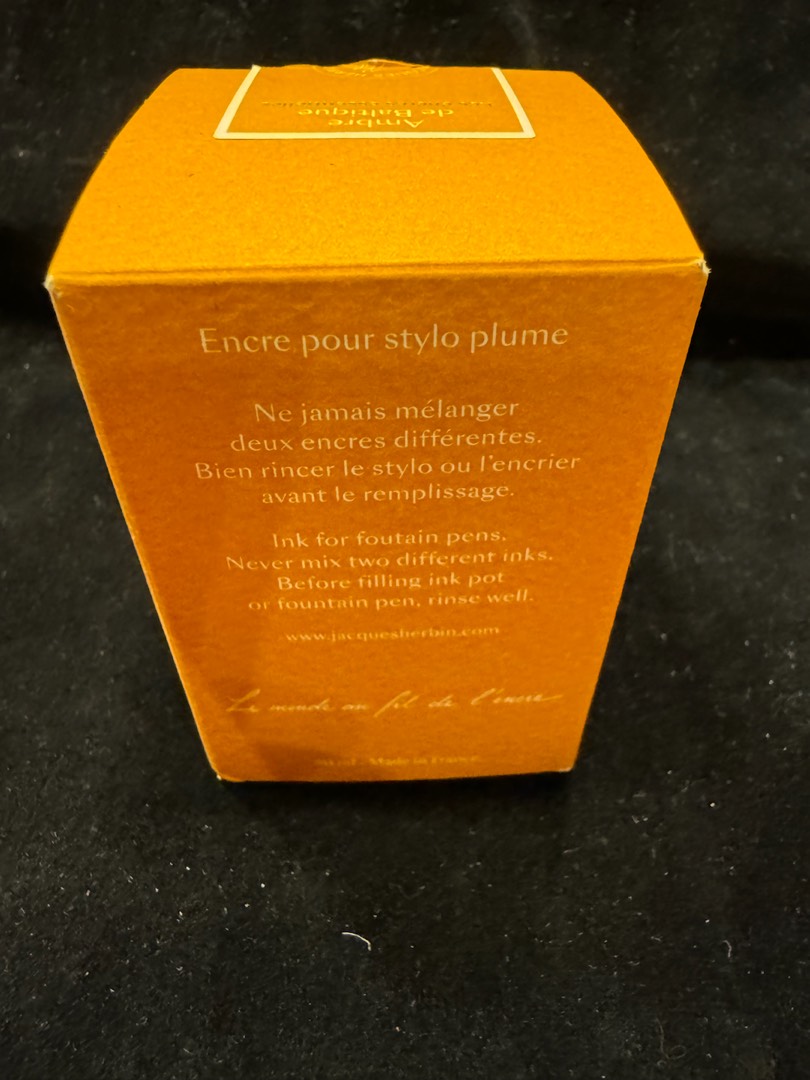 Ambre
de Baltique
Encre pour stylo plume
Ne jamais mélanger
deux encres différentes.
Bien rincer le stylo ou l'encrier
avant le remplissage.
Ink for foutain pens.
Never mix two different inks.
Before filling ink pot
or fountain pen, rinse well.
www.jacquesherbin.com
Le monde au fil de l'encre
ml - Made in France